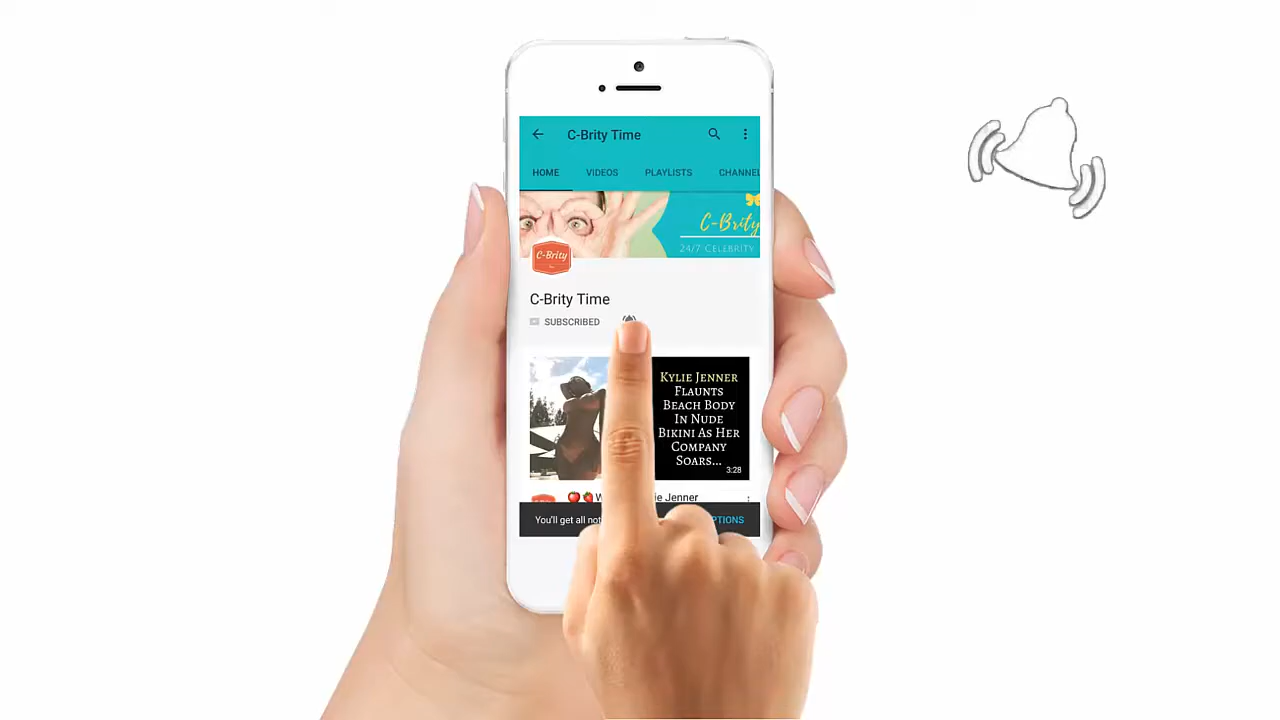 C-Brity Time
HOME VIDEOS PLAYLISTS CHANNEL
C-Brity
24/7 CELEBRITY
C-Brity
C-Brity Time
SUBSCRIBED
KYLIE JENNER
FLAUNTS
BEACH BODY
IN NUDE
BIKINI AS HER
COMPANY
SOARS...
3:28
Jenner
You'll get all